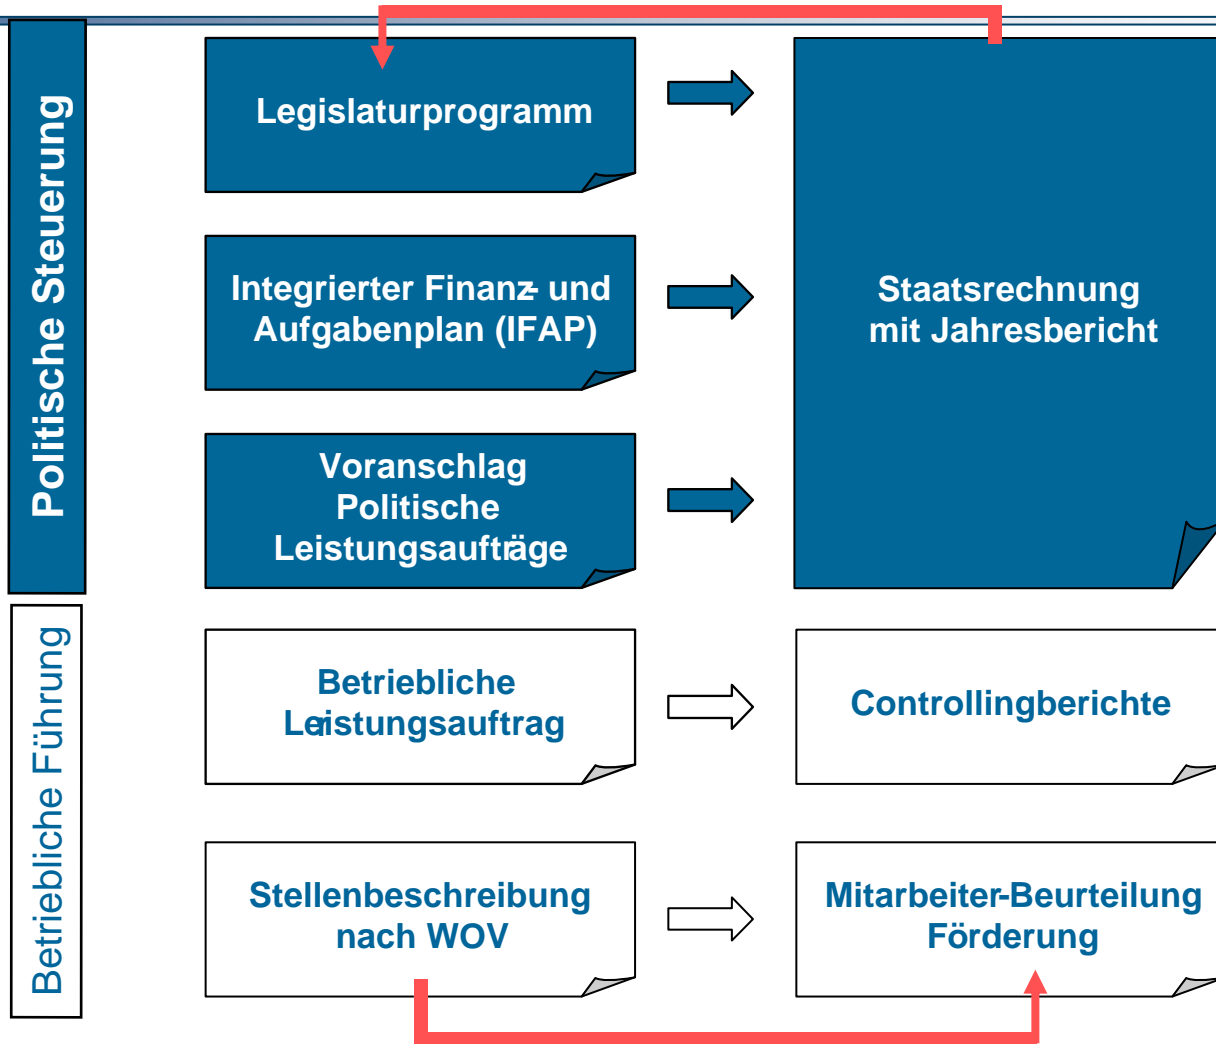 Politische Steuerung
Legislaturprogramm
Integrierter Finanz- und
Aufgabenplan (IFAP)
Voranschlag
Politische
Leistungsaufträge
Staatsrechnung
mit Jahresbericht
Betriebliche Führung
Betriebliche
Leistungsauftrag
Controllingberichte
Stellenbeschreibung
nach WOV
Mitarbeiter-Beurteilung
Förderung